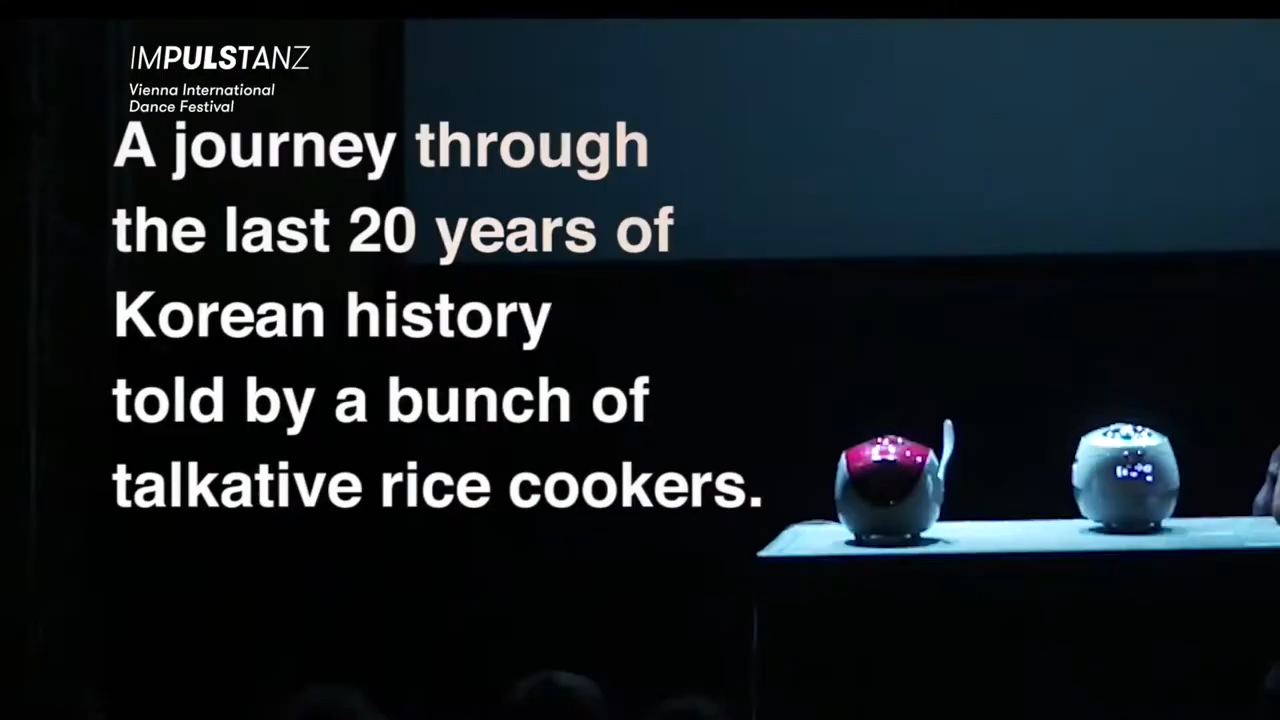 IMPULSTANZ
Vienna International
Dance Festival
A journey through
the last 20 years of
Korean history
told by a bunch of
talkative rice cookers.